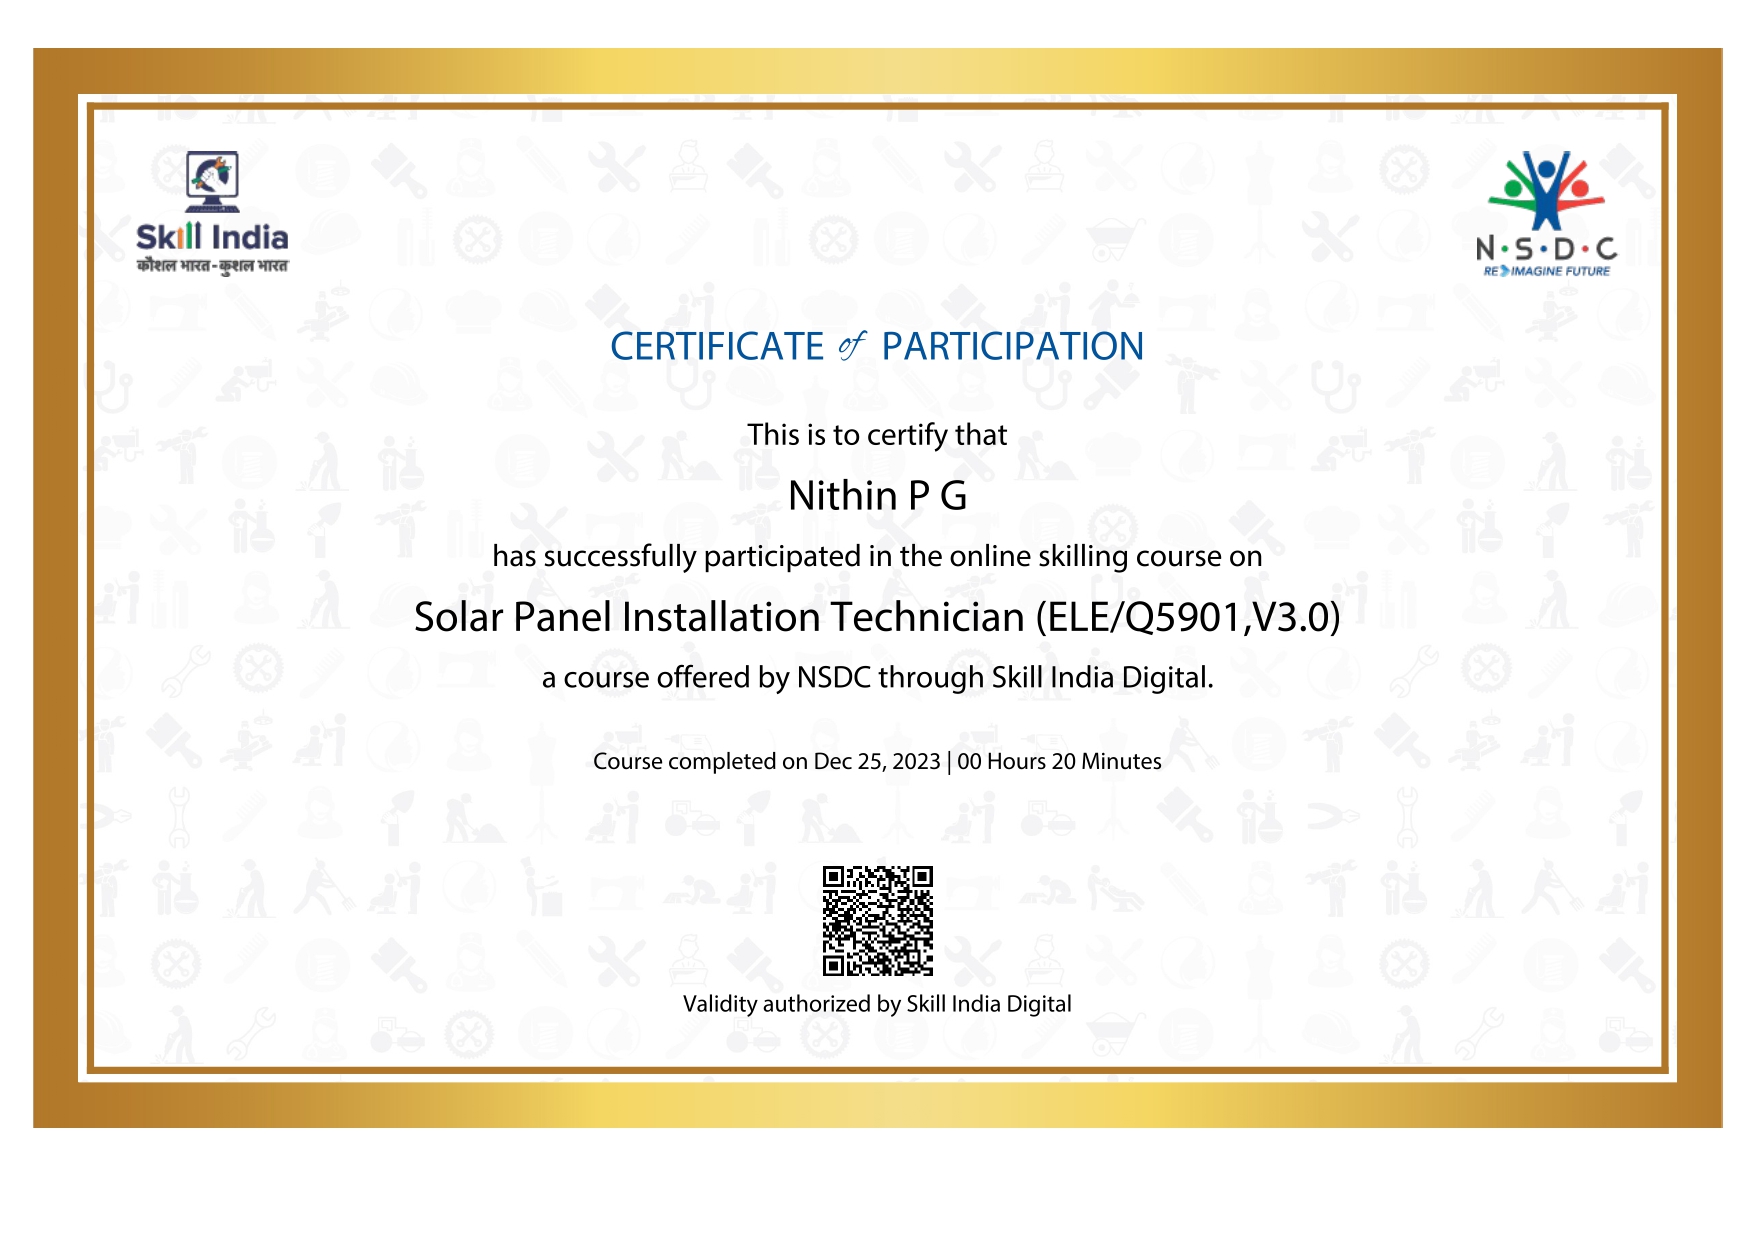 Skill India
कौशल भारत-कुशल भारत
N·S·D·C
RE IMAGINE FUTURE
CERTIFICATE of PARTICIPATION
This is to certify that
Nithin P G
has successfully participated in the online skilling course on
Solar Panel Installation Technician (ELE/Q5901,V3.0)
a course offered by NSDC through Skill India Digital.
Course completed on Dec 25, 2023 | 00 Hours 20 Minutes
Validity authorized by Skill India Digital